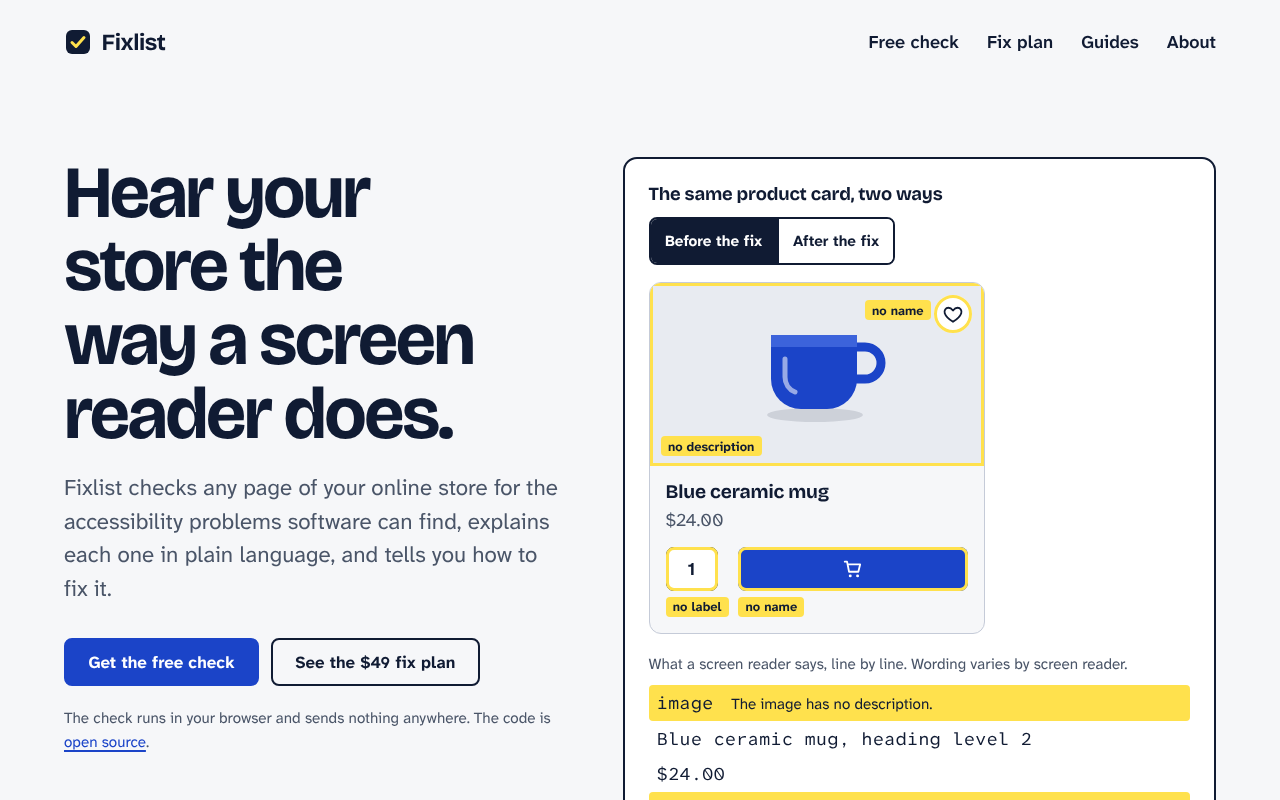 Fixlist
Free check
Fix plan
Guides
About
Hear your
store the
way a screen
reader does.
Fixlist checks any page of your online store for the
accessibility problems software can find, explains
each one in plain language, and tells you how to
fix it.
Get the free check
See the $49 fix plan
The check runs in your browser and sends nothing anywhere. The code is
open source.
The same product card, two ways
Before the fix
After the fix
no name
no description
Blue ceramic mug
$24.00
1
no label
no name
What a screen reader says, line by line. Wording varies by screen reader.
image The image has no description.
Blue ceramic mug, heading level 2
$24.00